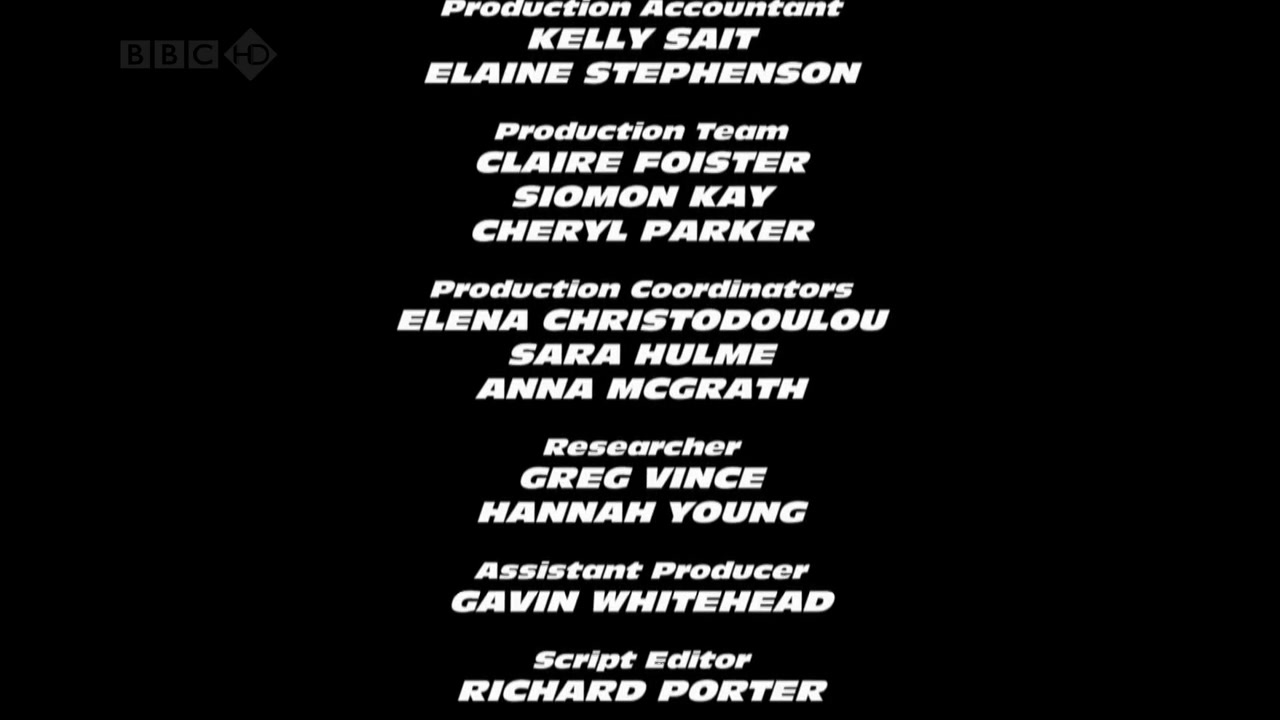 BBC HD
Production Accountant
KELLY SAIT
ELAINE STEPHENSON
Production Team
CLAIRE FOISTER
SIOMON KAY
CHERYL PARKER
Production Coordinators
ELENA CHRISTODOULOU
SARA HULME
ANNA MCGRATH
Researcher
GREG VINCE
HANNAH YOUNG
Assistant Producer
GAVIN WHITEHEAD
Script Editor
RICHARD PORTER